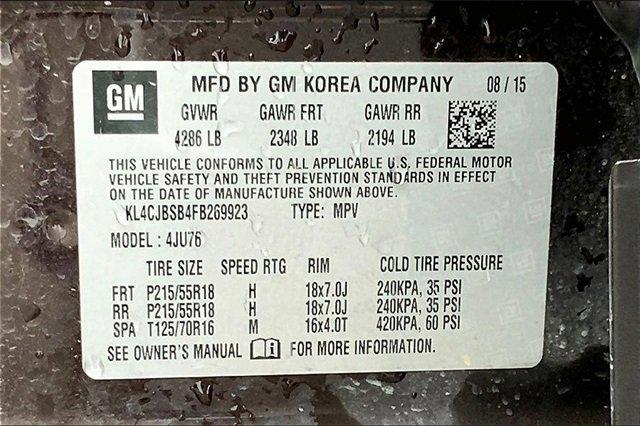 GM
MFD BY GM KOREA COMPANY 08 / 15
GVWR GAWR FRT GAWR RR
4286 LB 2348 LB 2194 LB
THIS VEHICLE CONFORMS TO ALL APPLICABLE U.S. FEDERAL MOTOR
VEHICLE SAFETY AND THEFT PREVENTION STANDARDS IN EFFECT
ON THE DATE OF MANUFACTURE SHOWN ABOVE.
KL4CJBSB4FB269923 TYPE: MPV
MODEL : 4JU76
TIRE SIZE SPEED RTG RIM COLD TIRE PRESSURE
FRT P215/55R18 H 18x7.0J 240KPA, 35 PSI
RR P215/55R18 H 18x7.0J 240KPA, 35 PSI
SPA T125/70R16 M 16x4.0T 420KPA, 60 PSI
SEE OWNER'S MANUAL FOR MORE INFORMATION.